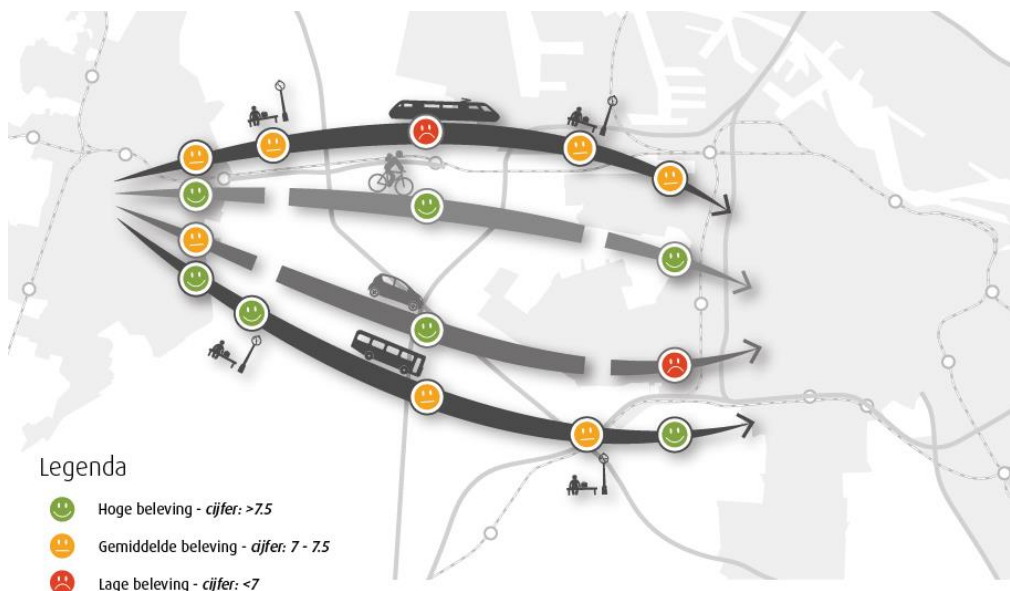 Legenda
Hoge beleving - cijfer: >7.5
Gemiddelde beleving - cijfer: 7 - 7.5
Lage beleving - cijfer: <7